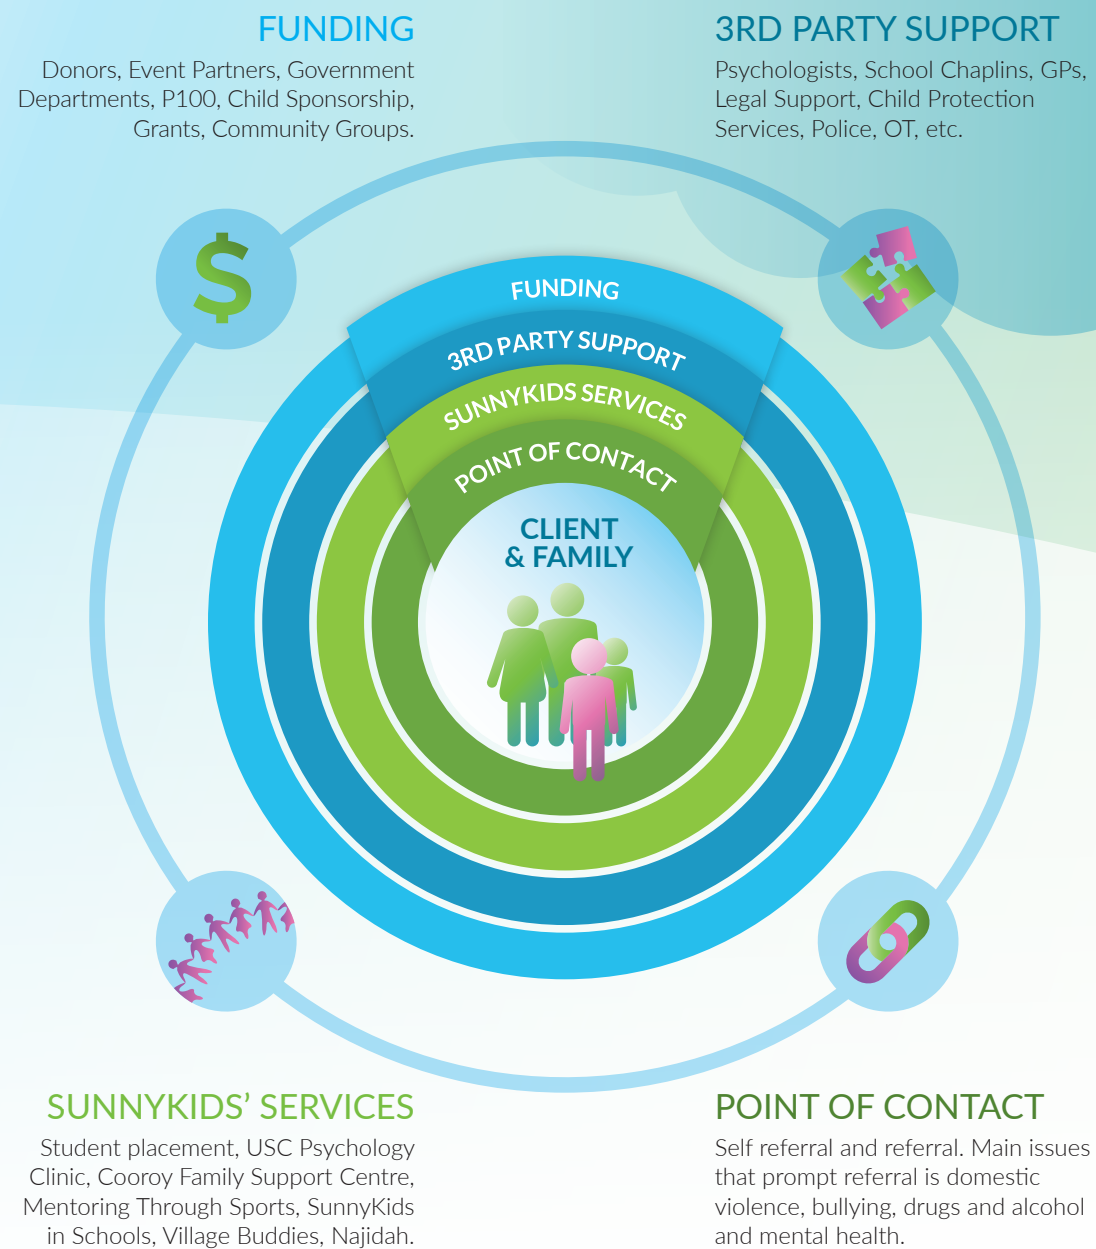 FUNDING
Donors, Event Partners, Government
Departments, P100, Child Sponsorship,
Grants, Community Groups.
3RD PARTY SUPPORT
Psychologists, School Chaplins, GPs,
Legal Support, Child Protection
Services, Police, OT, etc.
FUNDING
3RD PARTY SUPPORT
SUNNYKIDS SERVICES
POINT OF CONTACT
CLIENT
& FAMILY
SUNNYKIDS’ SERVICES
Student placement, USC Psychology
Clinic, Cooroy Family Support Centre,
Mentoring Through Sports, SunnyKids
in Schools, Village Buddies, Najidah.
POINT OF CONTACT
Self referral and referral. Main issues
that prompt referral is domestic
violence, bullying, drugs and alcohol
and mental health.